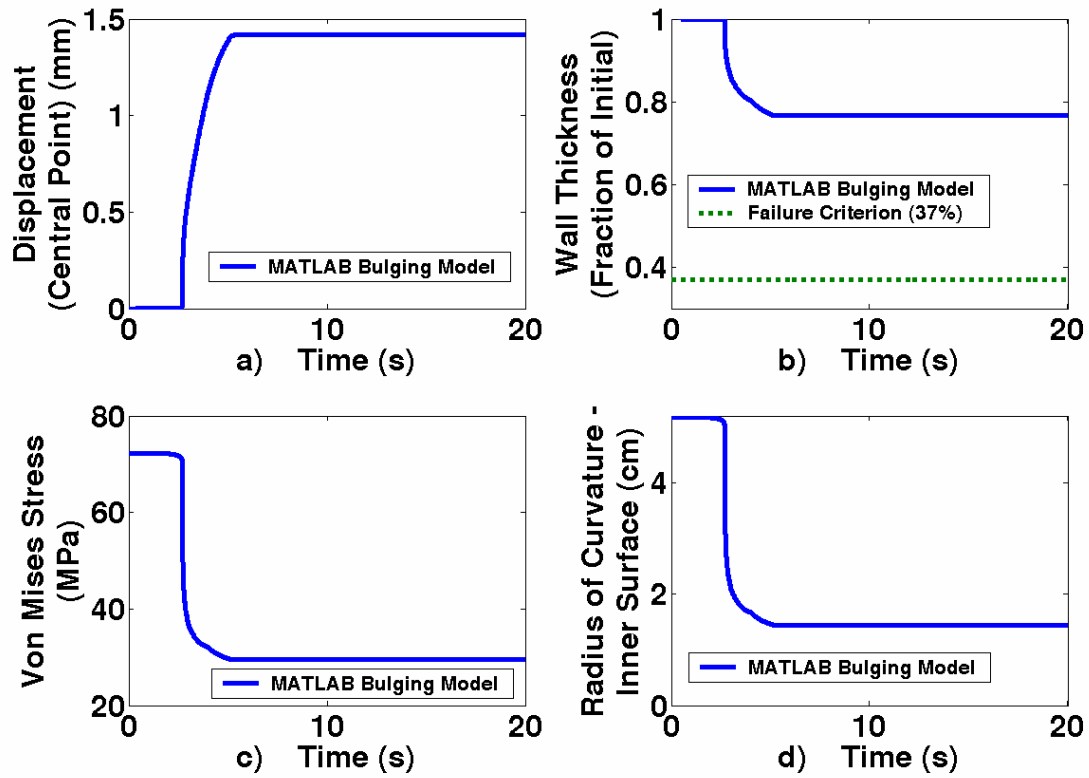 Displacement
(Central Point) (mm)
1.5
1
0.5
0
0
10
20
MATLAB Bulging Model
a) Time (s)
Wall Thickness
(Fraction of Initial)
1
0.8
0.6
0.4
0
10
20
MATLAB Bulging Model
Failure Criterion (37%)
b) Time (s)
Von Mises Stress
(MPa)
80
60
40
20
0
10
20
MATLAB Bulging Model
c) Time (s)
Radius of Curvature -
Inner Surface (cm)
4
2
0
0
10
20
MATLAB Bulging Model
d) Time (s)